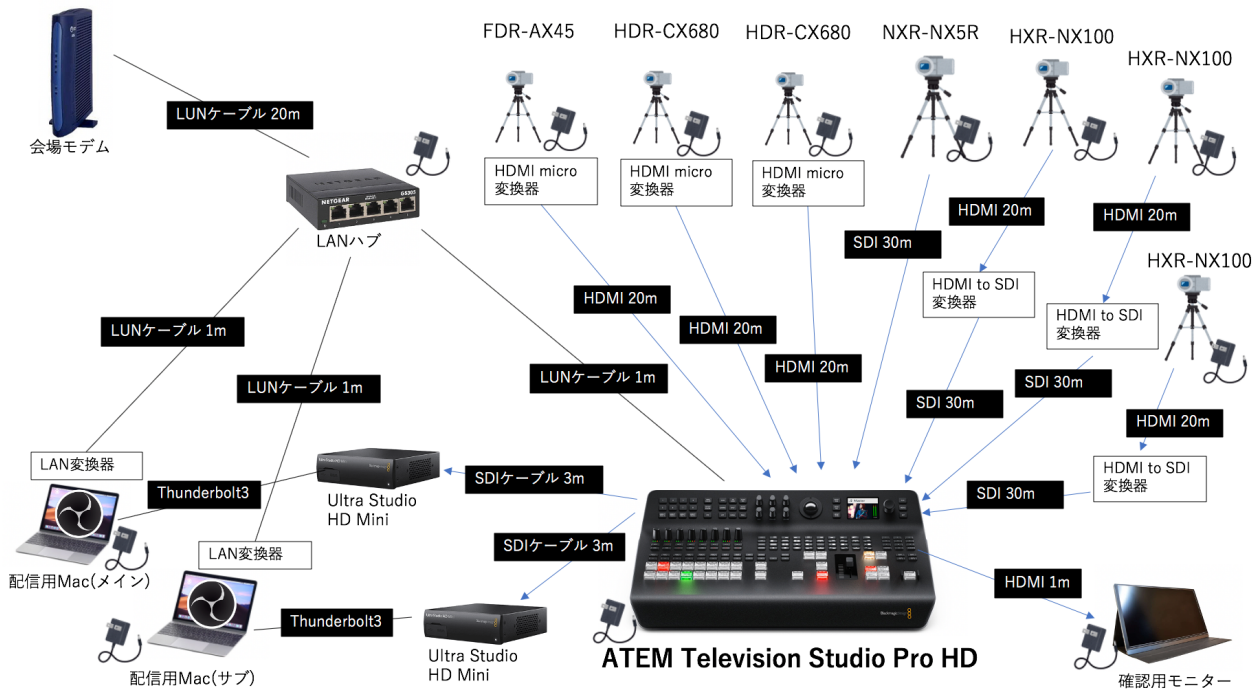 FDR-AX45
HDR-CX680
HDR-CX680
NXR-NX5R
HXR-NX100
HXR-NX100
LUNケーブル 20m
会場モデム
NETGEAR
GS305
LANハブ
HDMI micro
変換器
HDMI micro
変換器
HDMI micro
変換器
SDI 30m
HDMI 20m
HDMI 20m
HXR-NX100
HDMI to SDI
変換器
HDMI to SDI
変換器
HDMI 20m
HDMI 20m
HDMI 20m
LUNケーブル 1m
LUNケーブル 1m
LUNケーブル 1m
SDI 30m
SDI 30m
HDMI 20m
HDMI to SDI
変換器
SDI 30m
LAN変換器
Thunderbolt3
Ultra Studio
HD Mini
SDIケーブル 3m
SDIケーブル 3m
配信用Mac(メイン)
LAN変換器
Thunderbolt3
配信用Mac(サブ)
Ultra Studio
HD Mini
HDMI 1m
Blackmagicdesign
ATEM Television Studio Pro HD
確認用モニター